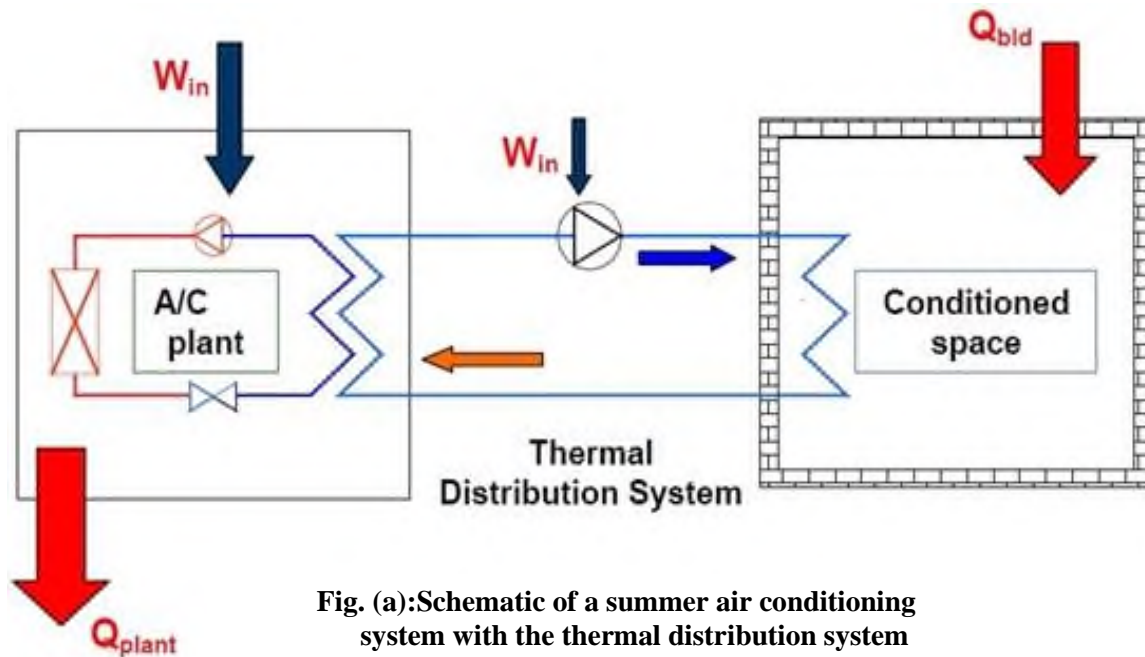 Q_bld
W_in
W_in
A/C
plant
Conditioned
space
Thermal
Distribution System
Q_plant
Fig. (a):Schematic of a summer air conditioning
system with the thermal distribution system